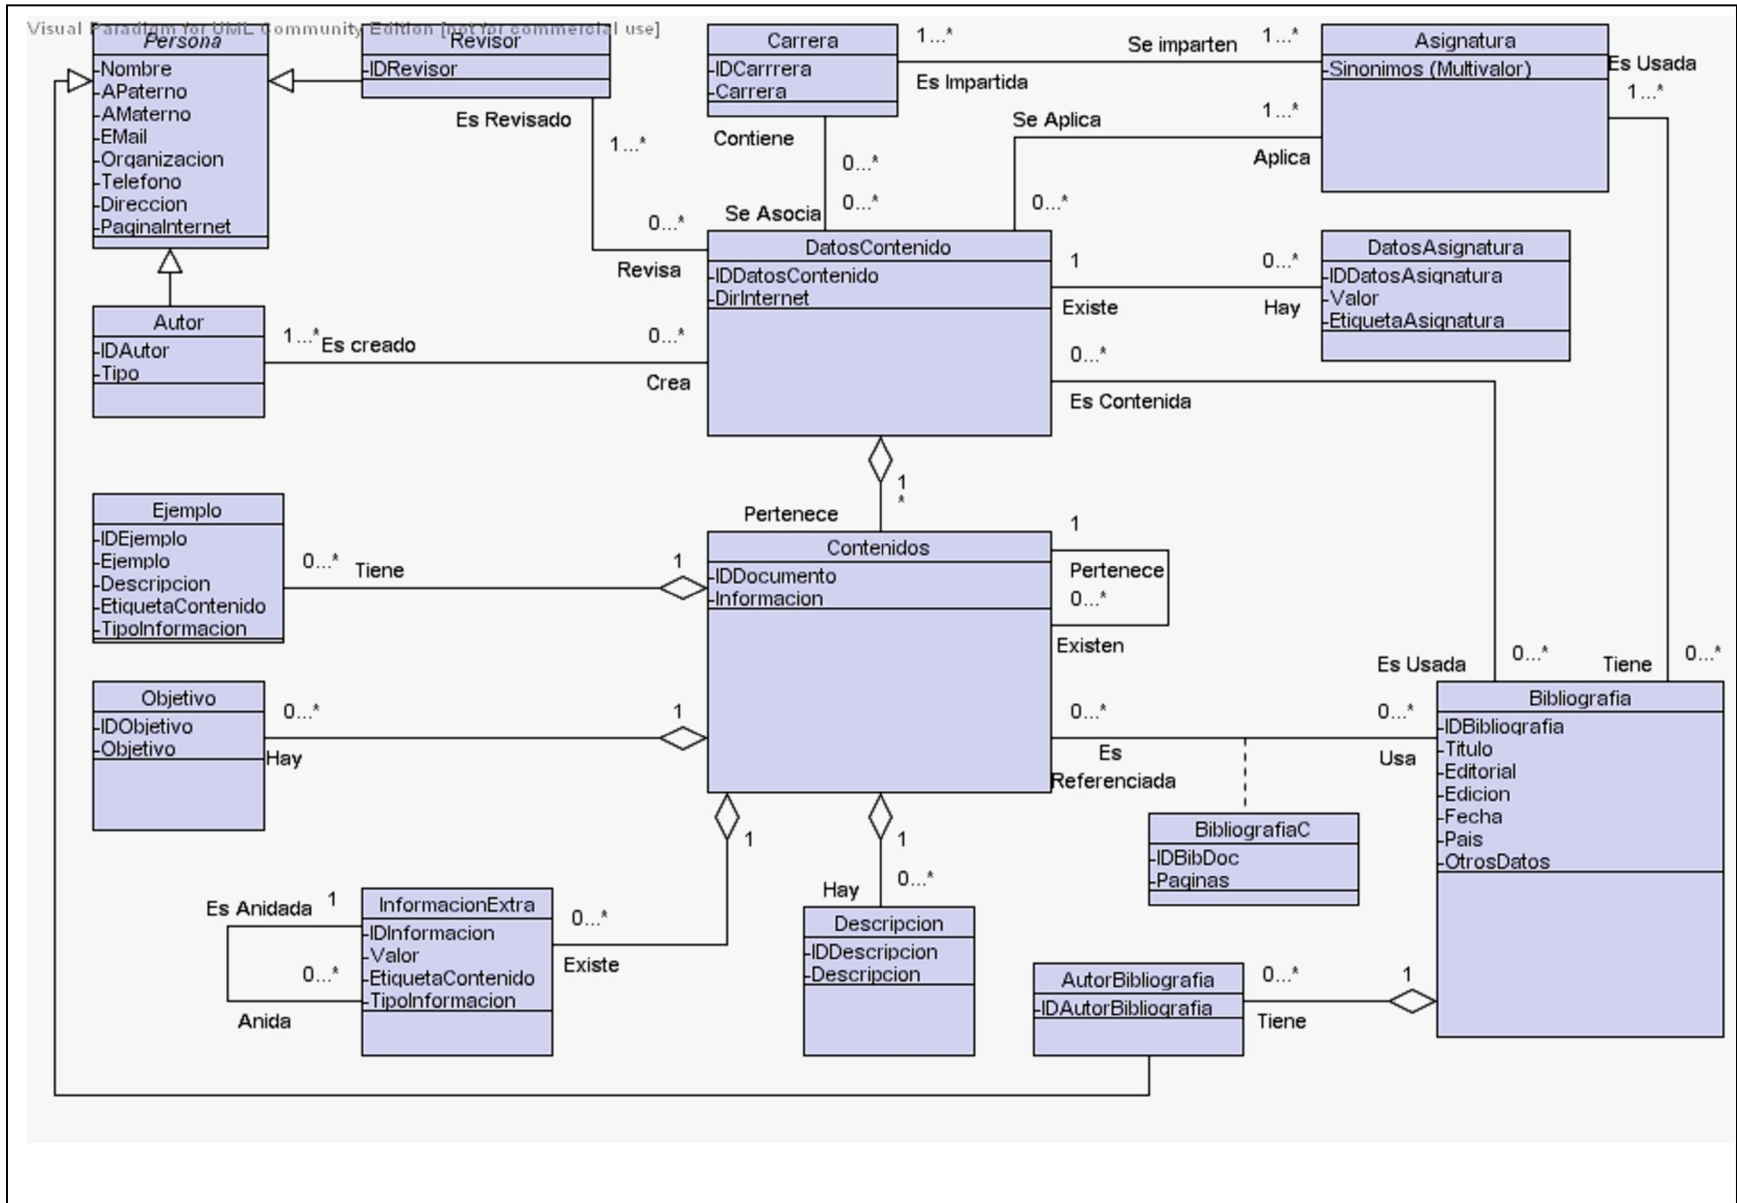 Visual Paradigm for UML Community Edition [not for commercial use]
Persona
-Nombre
-APaterno
-AMaterno
-EMail
-Organizacion
-Telefono
-Direccion
-PaginaInternet
Revisor
-IDRevisor
Es Revisado
1...*
0...*
Revisa
Carrera
-IDCarrrera
-Carrera
1...*
Es Impartida
Se imparten
1...*
Asignatura
-Sinonimos (Multivalor)
Es Usada
1...*
Contiene
0...*
0...*
Se Asocia
Se Aplica
1...*
Aplica
0...*
DatosContenido
-IDDatosContenido
-DirInternet
1
Existe
0...*
Hay
DatosAsignatura
-IDDatosAsignatura
-Valor
-EtiquetaAsignatura
Autor
-IDAutor
-Tipo
1...*
Es creado
0...*
Crea
0...*
Es Contenida
1
*
Pertenece
Ejemplo
-IDEjemplo
-Ejemplo
-Descripcion
-EtiquetaContenido
-TipoInformacion
0...*
Tiene
1
Contenidos
-IDDocumento
-Informacion
1
Pertenece
0...*
Existen
Es Usada
0...*
Tiene
0...*
Objetivo
-IDObjetivo
-Objetivo
0...*
Hay
1
0...*
Es
Referenciada
0...*
Usa
Bibliografia
-IDBibliografia
-Titulo
-Editorial
-Edicion
-Fecha
-Pais
-OtrosDatos
BibliografiaC
-IDBibDoc
-Paginas
1
1
Es Anidada
1
0...*
Anida
InformacionExtra
-IDInformacion
-Valor
-EtiquetaContenido
-TipoInformacion
0...*
Existe
Hay
0...*
Descripcion
-IDDescripcion
-Descripcion
AutorBibliografia
-IDAutorBibliografia
0...*
Tiene
1